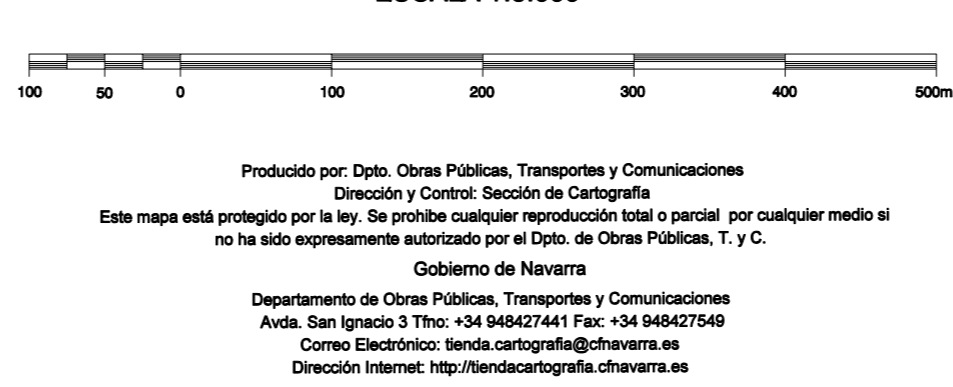 100 50 0 100 200 300 400 500m
Producido por: Dpto. Obras Públicas, Transportes y Comunicaciones
Dirección y Control: Sección de Cartografía
Este mapa está protegido por la ley. Se prohibe cualquier reproducción total o parcial por cualquier medio si
no ha sido expresamente autorizado por el Dpto. de Obras Públicas, T. y C.
Gobierno de Navarra
Departamento de Obras Públicas, Transportes y Comunicaciones
Avda. San Ignacio 3 Tfno: +34 948427441 Fax: +34 948427549
Correo Electrónico: tienda.cartografia@cfnavarra.es
Dirección Internet: http://tiendacartografia.cfnavarra.es